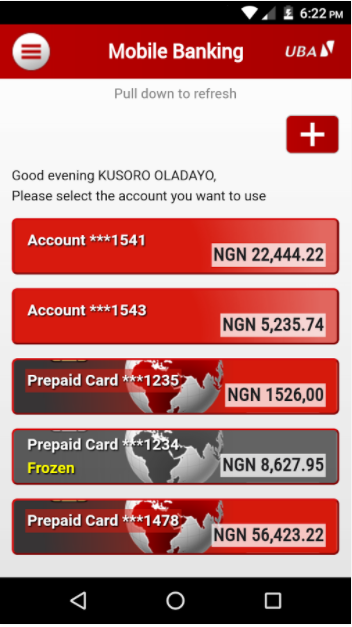 6:22 PM
Mobile Banking UBA
Pull down to refresh
+
Good evening KUSORO OLADAYO,
Please select the account you want to use
Account ***1541
NGN 22,444.22
Account ***1543
NGN 5,235.74
Prepaid Card ***1235
NGN 1526,00
Prepaid Card ***1234
Frozen
NGN 8,627.95
Prepaid Card ***1478
NGN 56,423.22